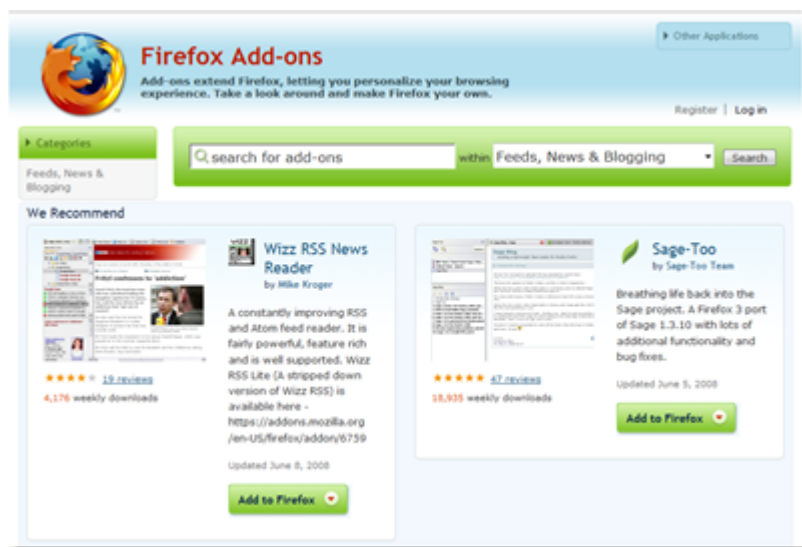 Other Applications
Firefox Add-ons
Add-ons extend Firefox, letting you personalize your browsing
experience. Take a look around and make Firefox your own.
Register | Log in
Categories
search for add-ons within Feeds, News & Blogging Search
Feeds, News &
Blogging
We Recommend
Wizz RSS News
Reader
by Mike Kroger
A constantly improving RSS
and Atom feed reader. It is
fairly powerful, feature rich
and is well supported. Wizz
RSS Lite (A stripped down
version of Wizz RSS) is
available here -
https://addons.mozilla.org
/en-US/firefox/addon/6759
19 reviews
4,176 weekly downloads
Updated June 8, 2008
Add to Firefox
Sage-Too
by Sage-Too Team
Breathing life back into the
Sage project. A Firefox 3 port
of Sage 1.3.10 with lots of
additional functionality and
bug fixes.
47 reviews
18,935 weekly downloads
Updated June 5, 2008
Add to Firefox